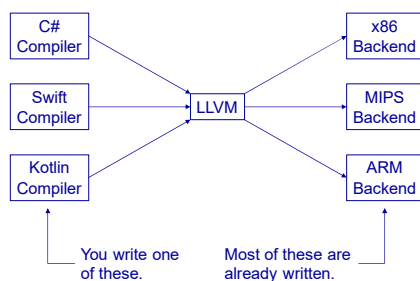 C#
Compiler
x86
Backend
Swift
Compiler
LLVM
MIPS
Backend
Kotlin
Compiler
ARM
Backend
You write one
of these.
Most of these are
already written.